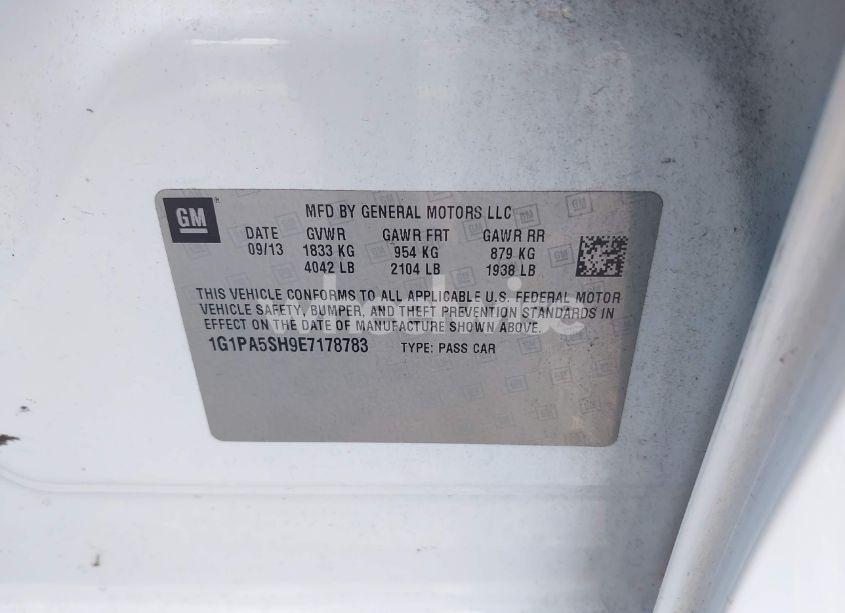 GM
MFD BY GENERAL MOTORS LLC
DATE GVWR GAWR FRT GAWR RR
09/13 1833 KG 954 KG 879 KG
4042 LB 2104 LB 1938 LB
THIS VEHICLE CONFORMS TO ALL APPLICABLE U.S. FEDERAL MOTOR
VEHICLE SAFETY, BUMPER, AND THEFT PREVENTION STANDARDS IN
EFFECT ON THE DATE OF MANUFACTURE SHOWN ABOVE.
1G1PA5SH9E7178783 TYPE: PASS CAR